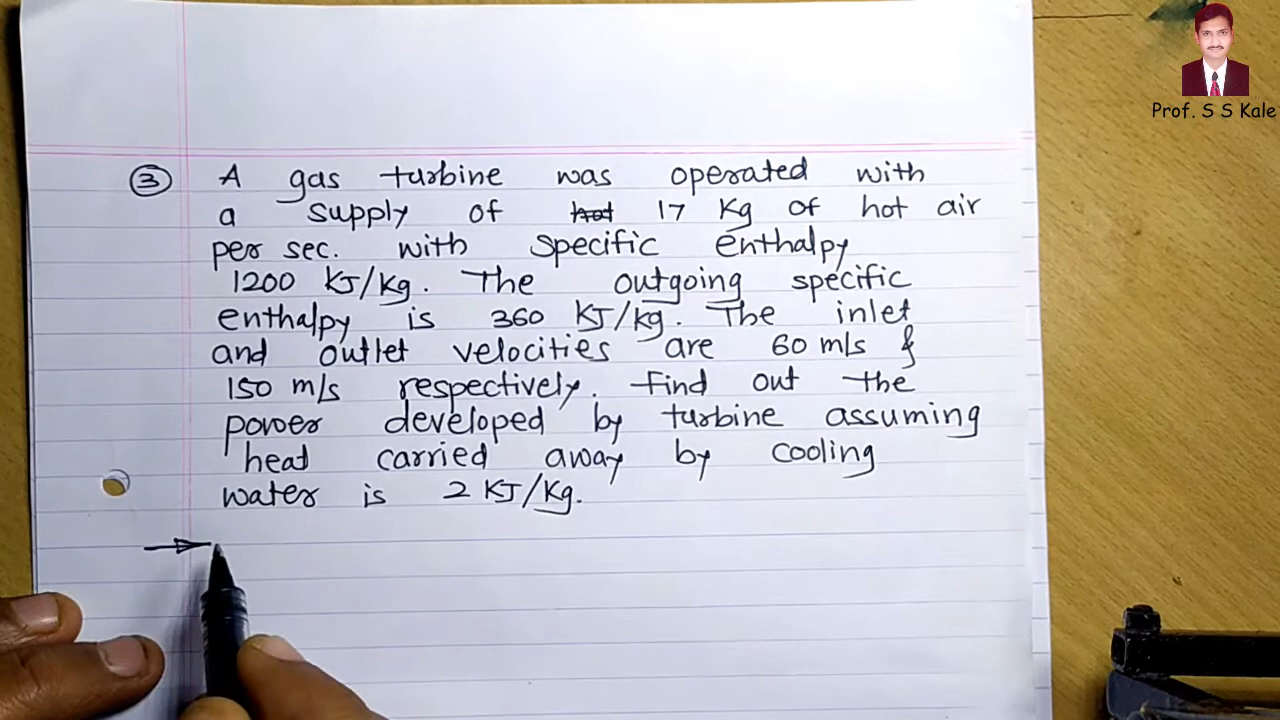 Prof. S S Kale
③ A gas turbine was operated with
a supply of hot 17 Kg of hot air
per sec. with specific enthalpy
1200 KJ/Kg. The outgoing specific
enthalpy is 360 KJ/Kg. The inlet
and outlet velocities are 60 m/s &
150 m/s respectively. Find out the
power developed by turbine assuming
heat carried away by cooling
water is 2 KJ/Kg.